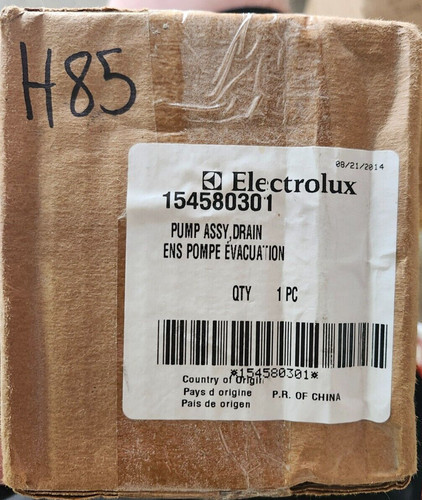 H85
08/21/2014
Electrolux
154580301
PUMP ASSY,DRAIN
ENS POMPE ÉVACUATION
QTY 1 PC
*154580301*
Country of Origin
Pays d origine P.R. OF CHINA
Pais de origen